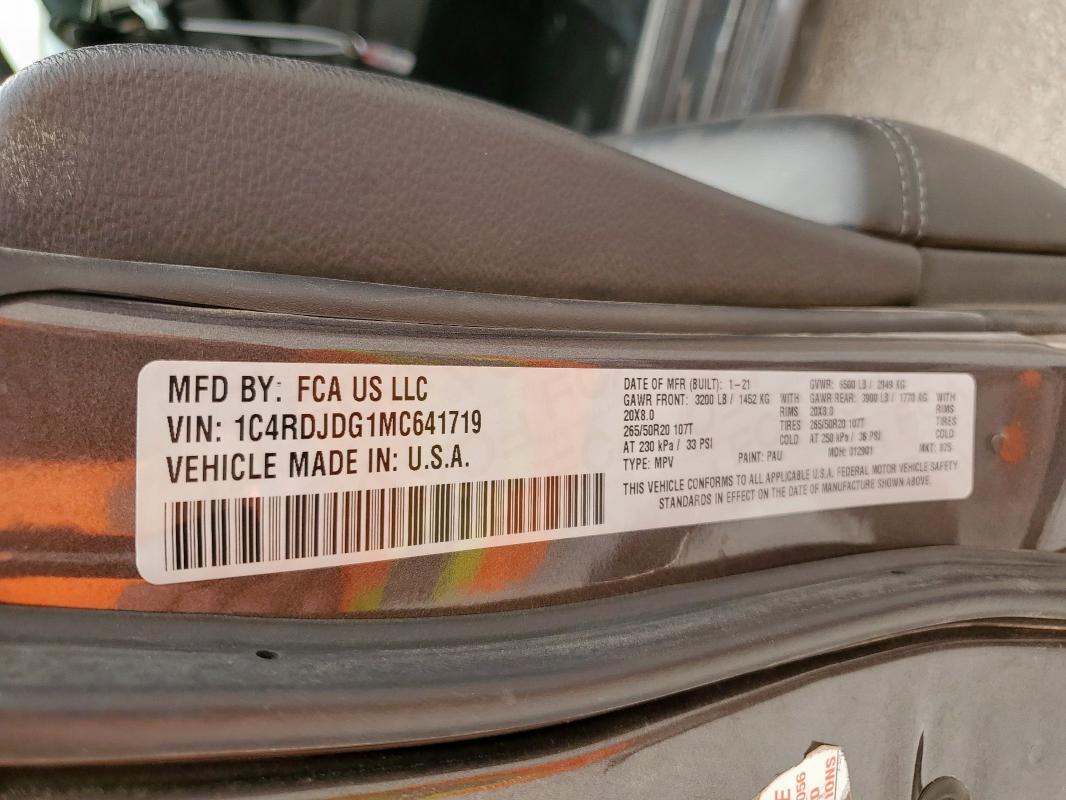 MFD BY: FCA US LLC
VIN: 1C4RDJDG1MC641719
VEHICLE MADE IN: U.S.A.
DATE OF MFR (BUILT): 1-21 GVWR: 6500 LB / 2949 KG
GAWR FRONT: 3200 LB / 1452 KG WITH GAWR REAR: 3900 LB / 1770 KG WITH
20X8.0 RIMS 20X8.0 RIMS
265/50R20 107T TIRES 265/50R20 107T TIRES
AT 230 kPa / 33 PSI COLD AT 250 kPa / 36 PSI COLD
TYPE: MPV PAINT: PAU MDH: 012901 MKT:
THIS VEHICLE CONFORMS TO ALL APPLICABLE U.S.A. FEDERAL MOTOR VEHICLE SAFETY
STANDARDS IN EFFECT ON THE DATE OF MANUFACTURE SHOWN ABOVE.
056
IONS